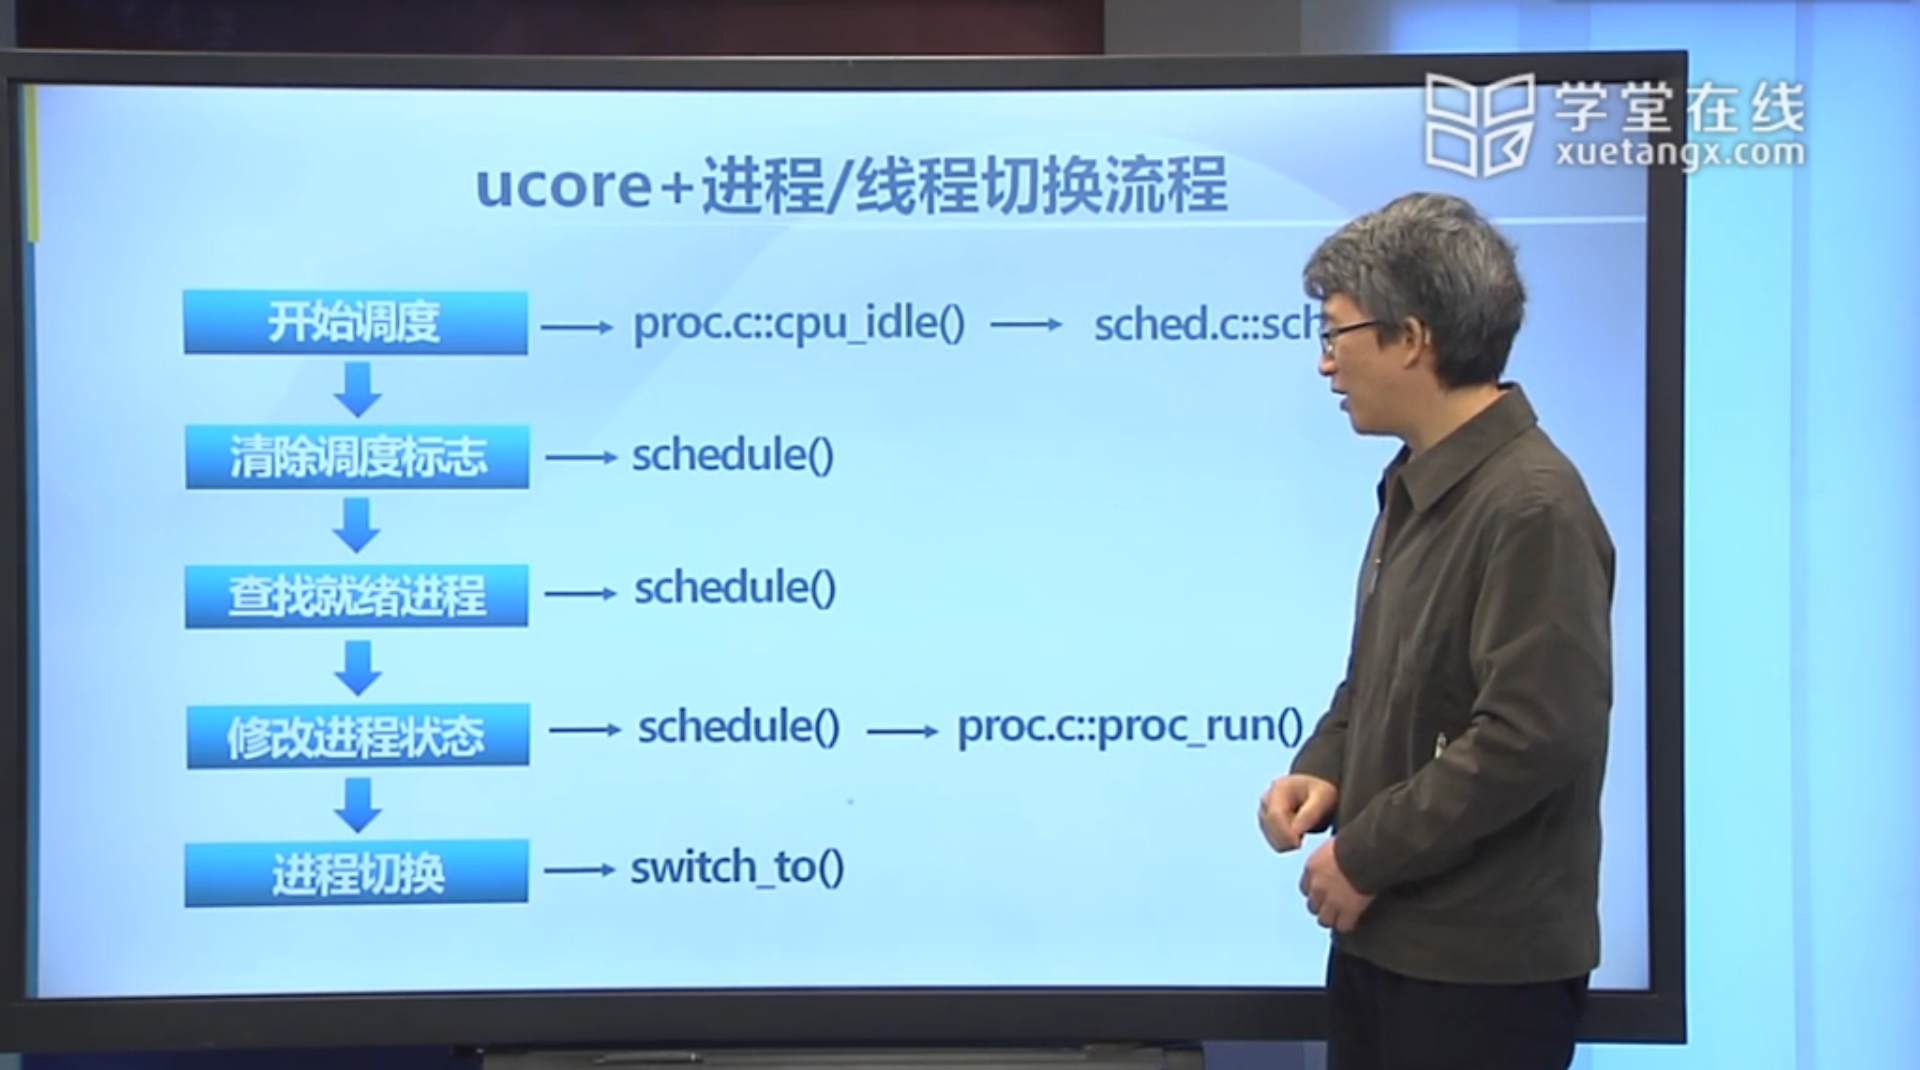 学堂在线
xuetangx.com
ucore+进程/线程切换流程
开始调度 proc.c::cpu_idle() sched.c::sch
清除调度标志 schedule()
查找就绪进程 schedule()
修改进程状态 schedule() proc.c::proc_run()
进程切换 switch_to()